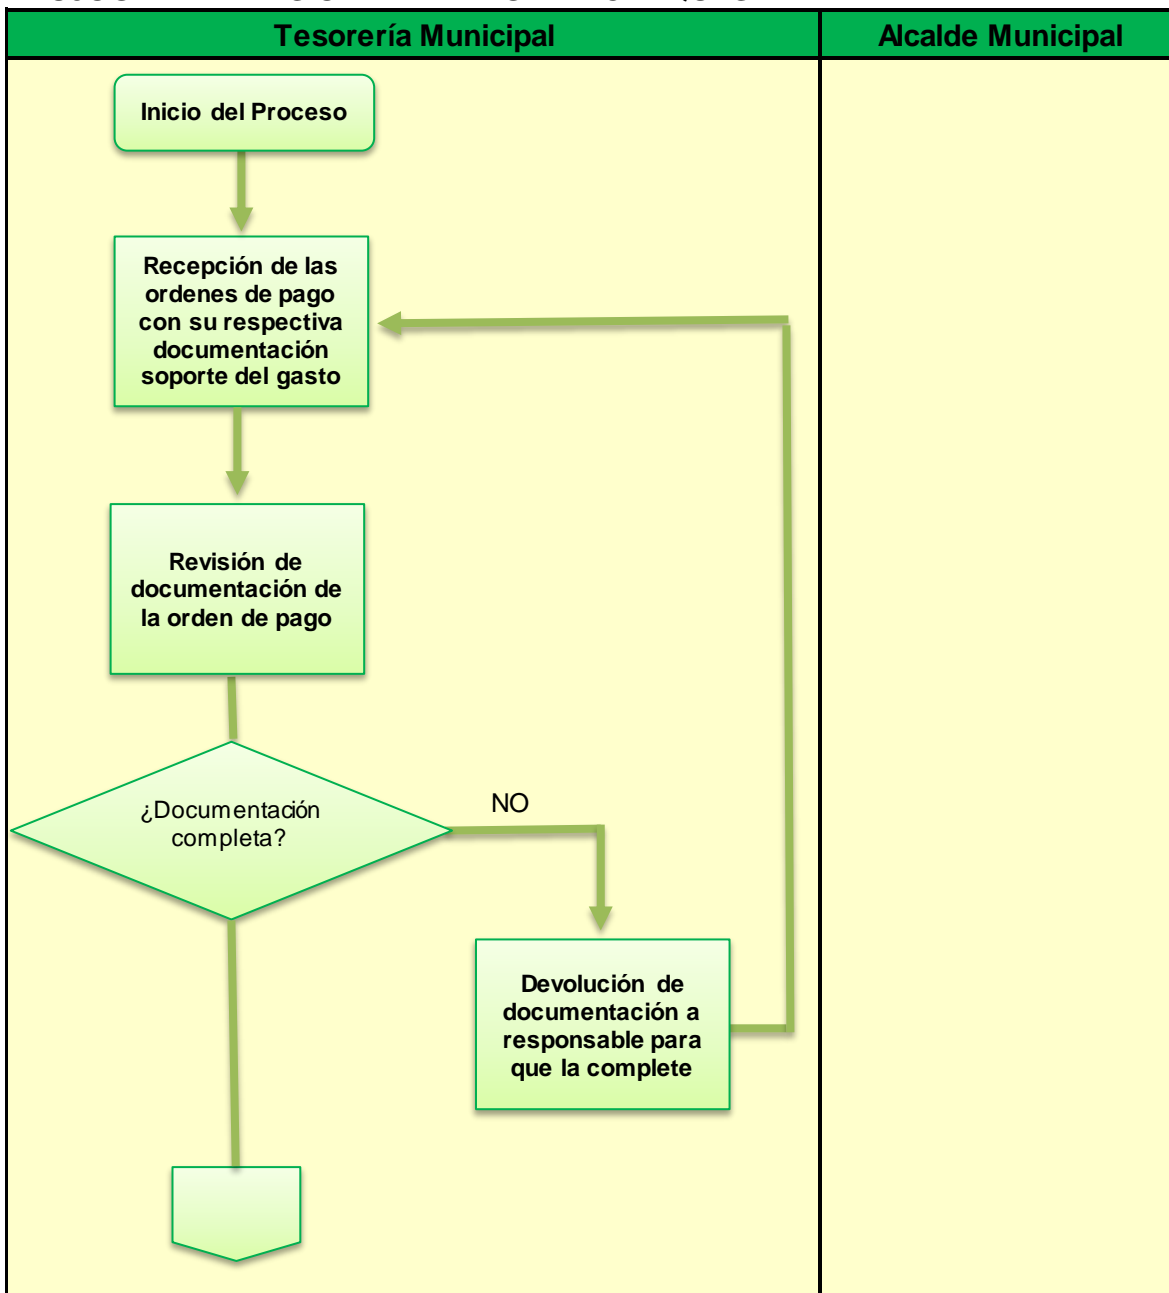 Tesorería Municipal
Alcalde Municipal
Inicio del Proceso
Recepción de las
ordenes de pago
con su respectiva
documentación
soporte del gasto
Revisión de
documentación de
la orden de pago
¿Documentación
completa?
NO
Devolución de
documentación a
responsable para
que la complete